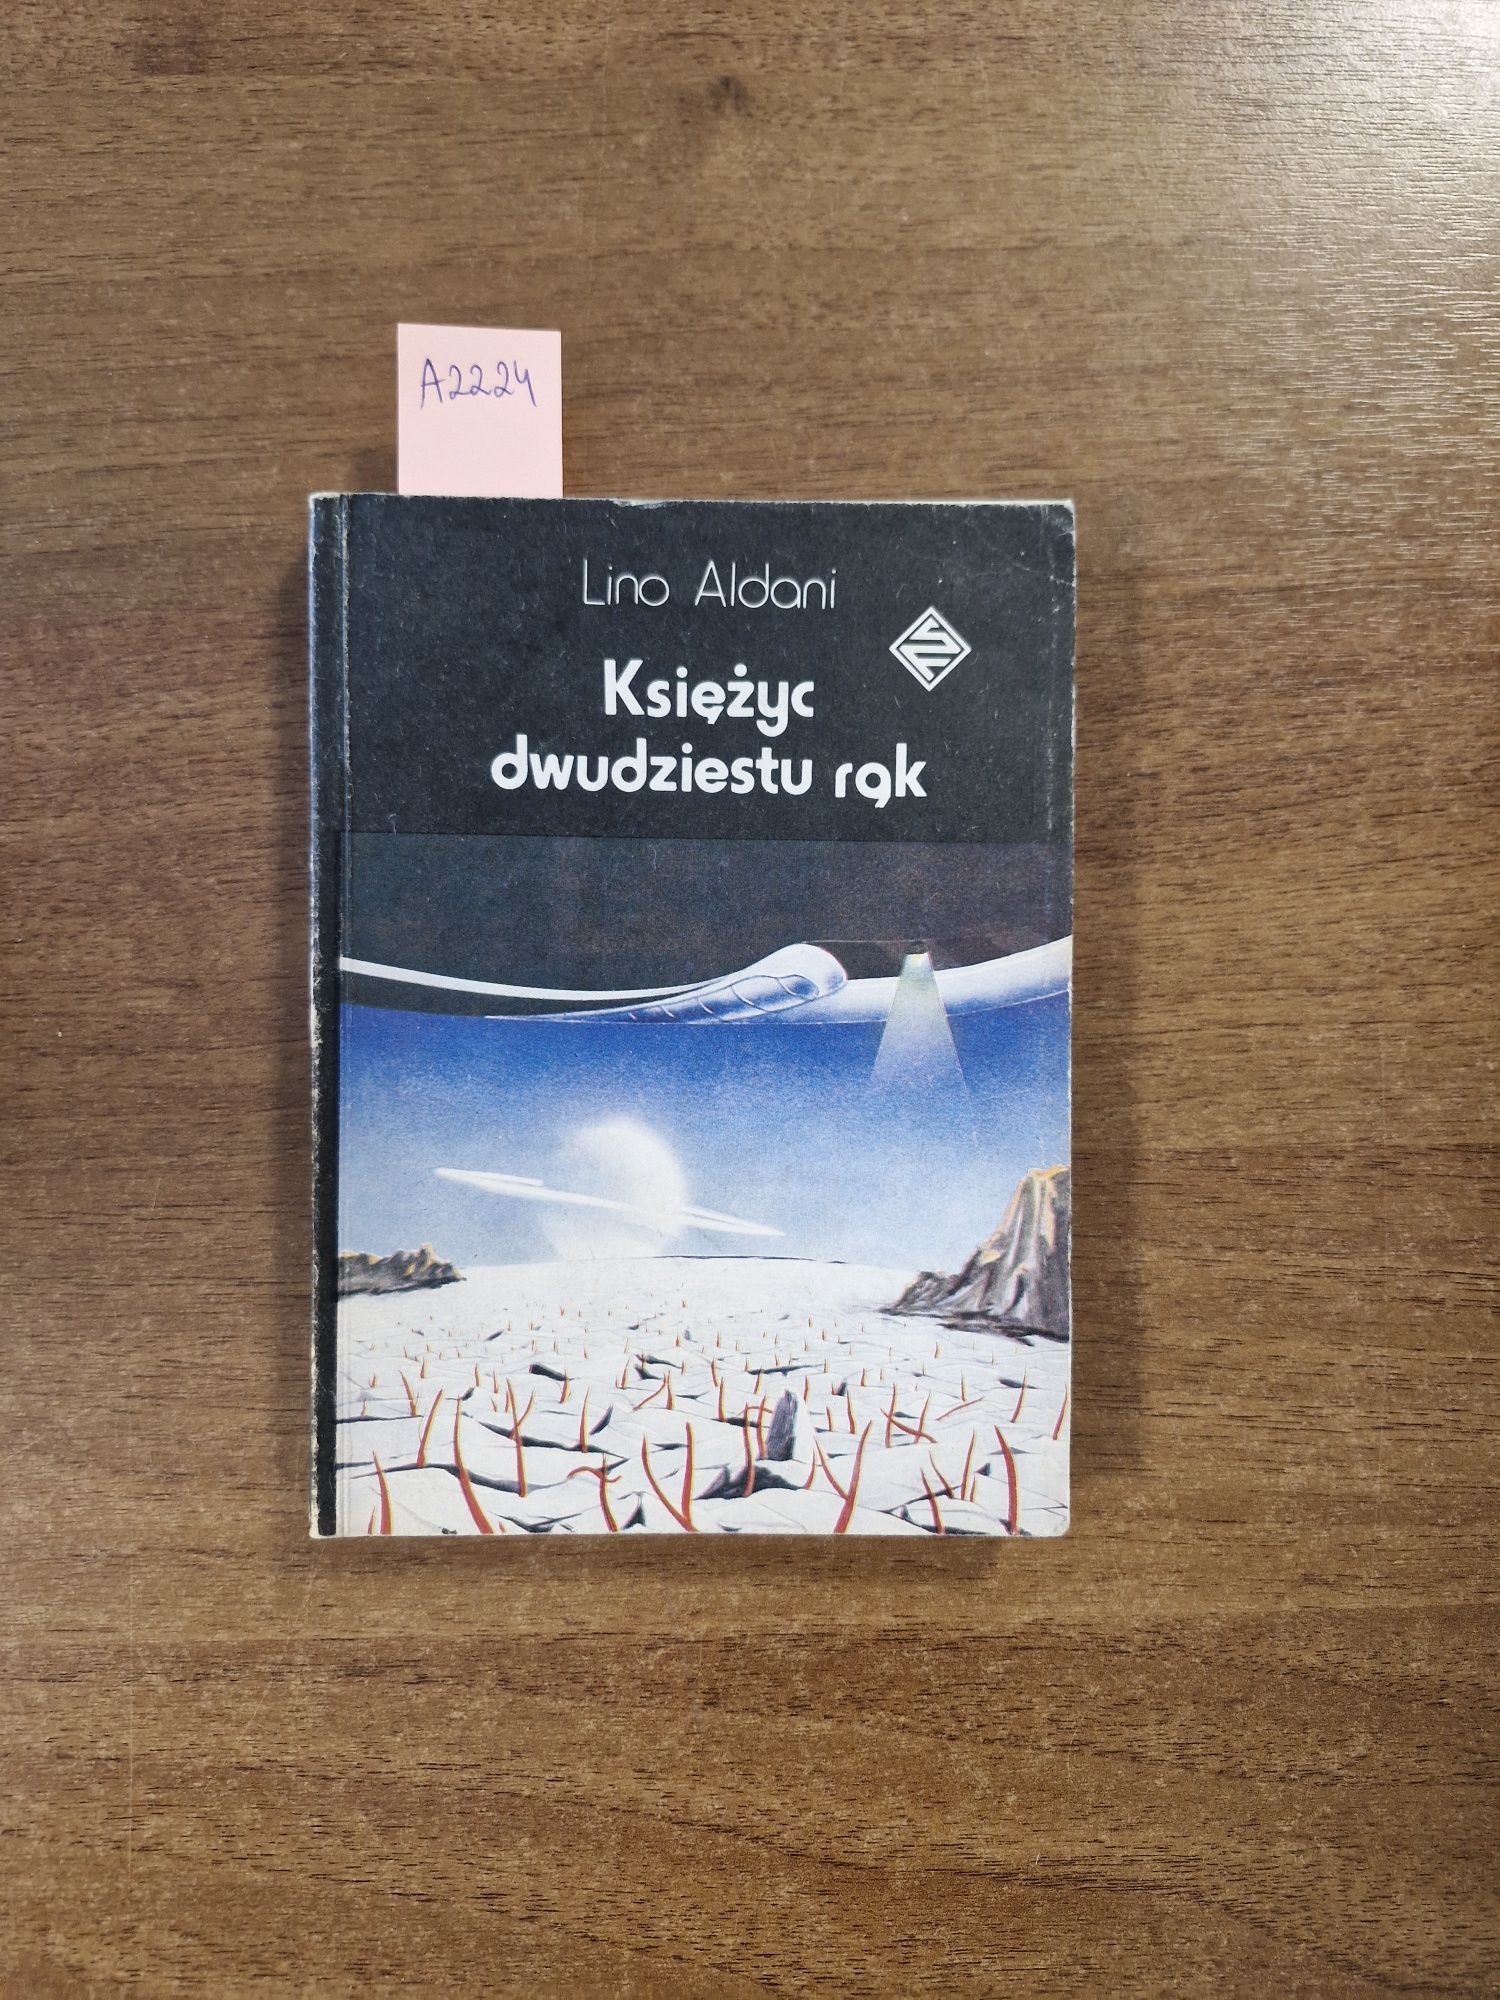 A2224
Lino Aldani
Księżyc
dwudziestu rąk